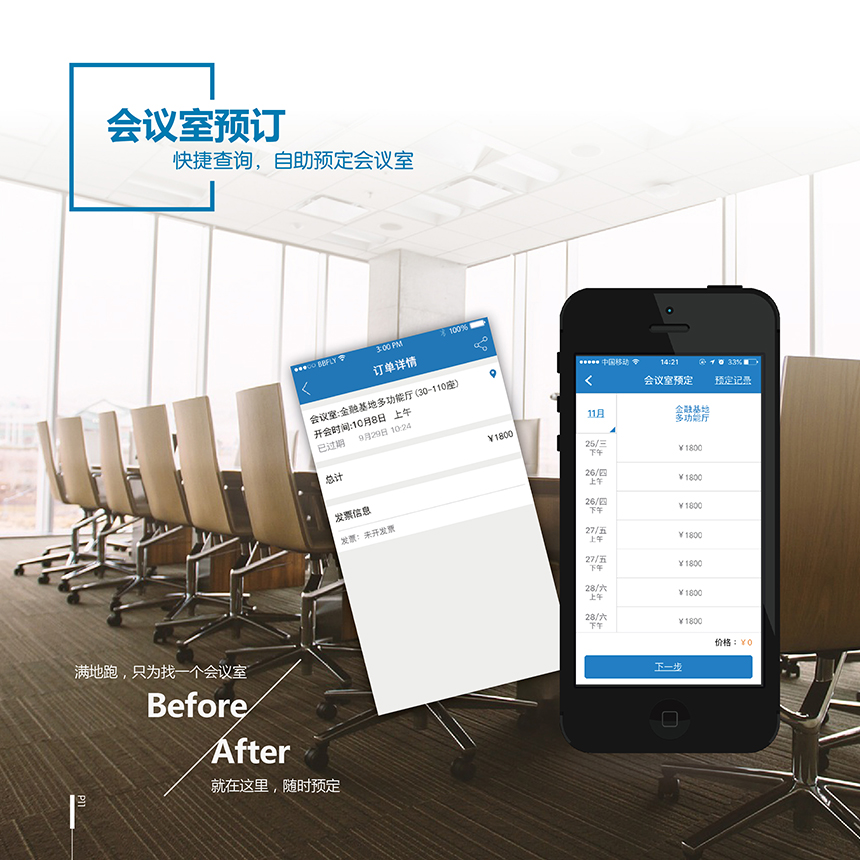 会议室预订
快捷查询，自助预定会议室
●●●○○ BBFLY
3:00 PM
100%
订单详情
会议室:金融基地多功能厅(30-110座)
开会时间:10月8日 上午
已过期 9月29日 10:24
￥1800
总计
发票信息
发票：未开发票
●●●●● 中国移动 14:21 33%
会议室预定 预定记录
11月 金融基地
多功能厅
25/三
下午 ￥1800
26/四
上午 ￥1800
26/四
下午 ￥1800
27/五
上午 ￥1800
27/五
下午 ￥1800
28/六
上午 ￥1800
28/六
下午 ￥1800
价格：￥0
下一步
满地跑，只为找一个会议室
Before
After
就在这里，随时预定
P11